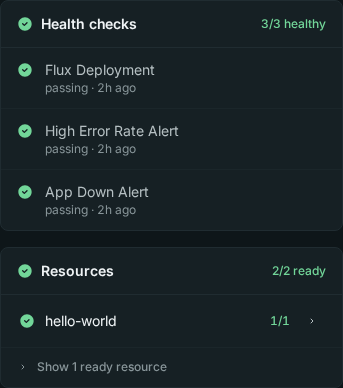 Health checks 3/3 healthy
Flux Deployment
passing · 2h ago
High Error Rate Alert
passing · 2h ago
App Down Alert
passing · 2h ago
Resources 2/2 ready
hello-world 1/1
Show 1 ready resource